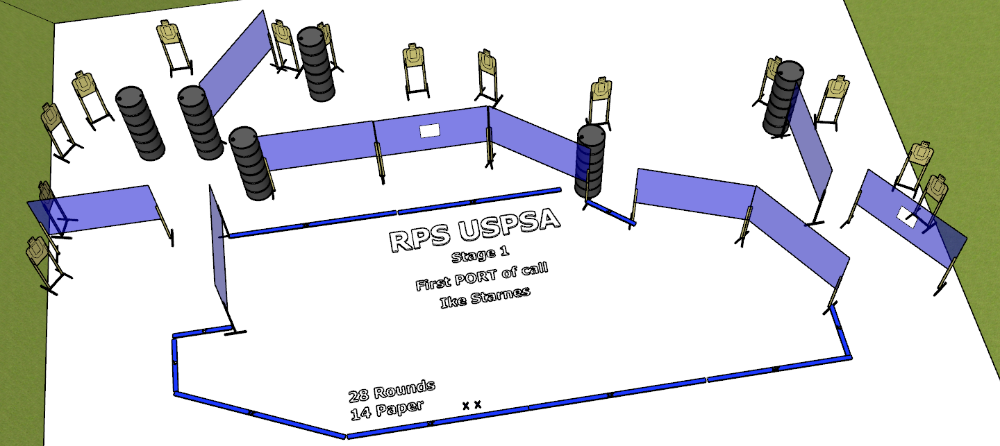 RPS USPSA
Stage 1
First PORT of call
Ike Starnes
28 Rounds
14 Paper
X X